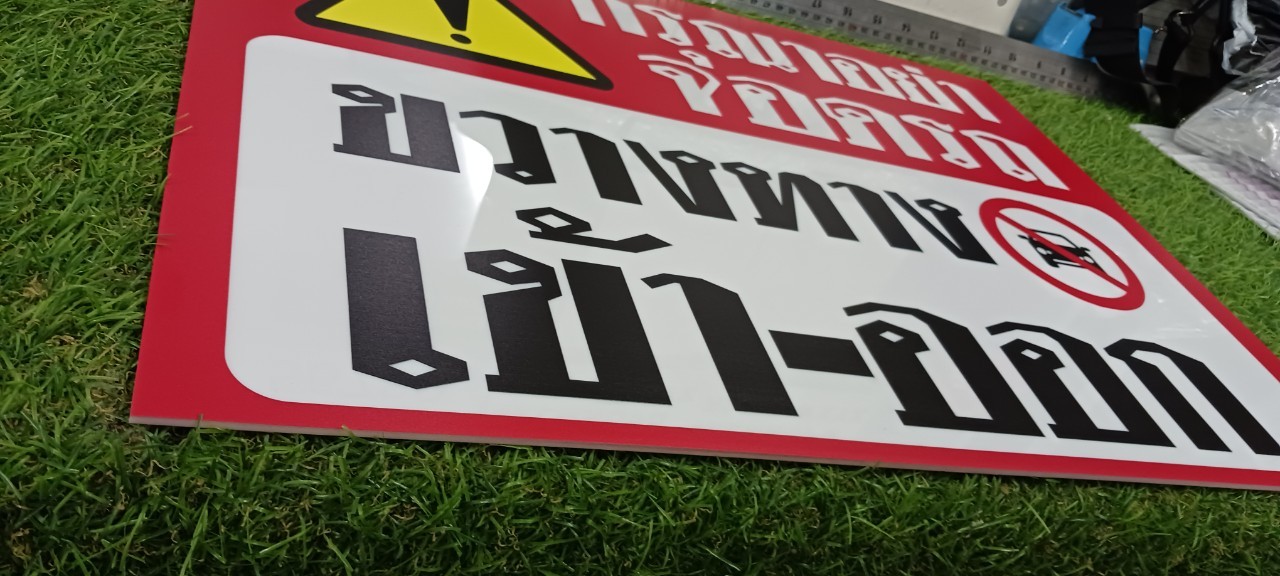 กรุณาอย่า
จอดรถ
ขวางทาง
เข้า-ออก